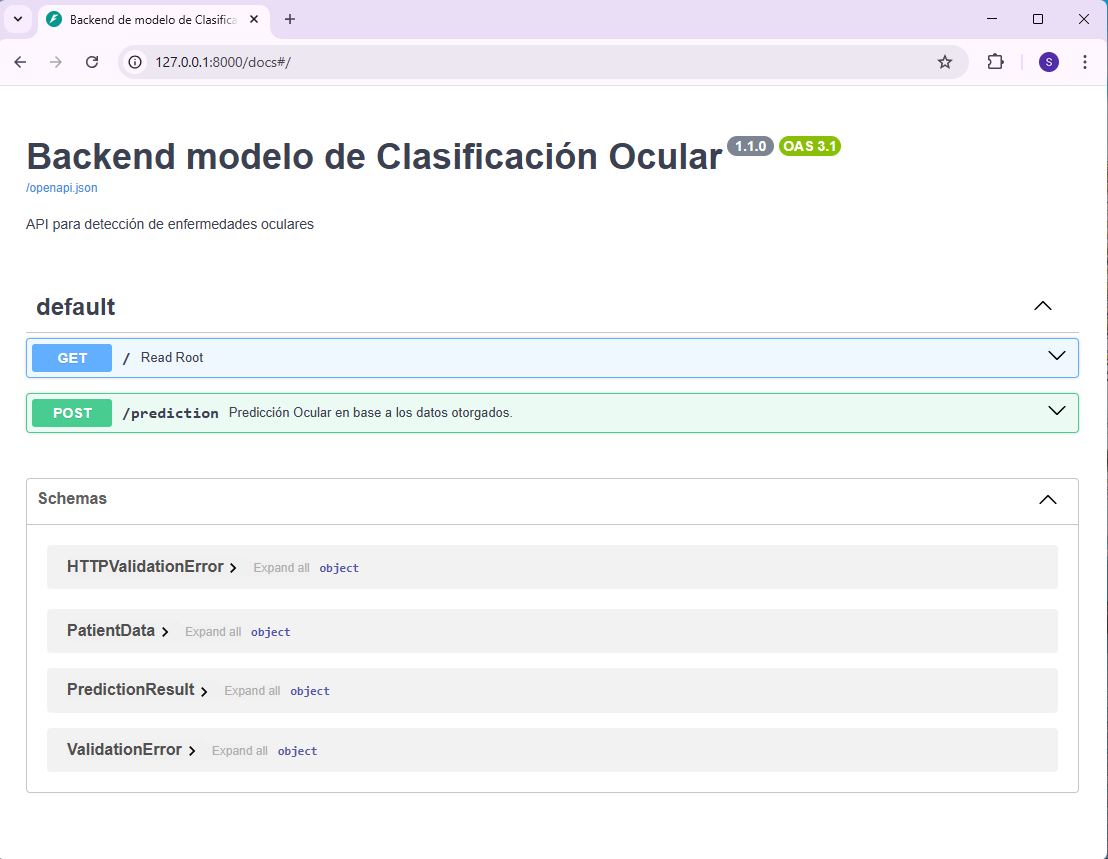 Backend de modelo de Clasifica
127.0.0.1:8000/docs#/
S
Backend modelo de Clasificación Ocular 1.1.0 OAS 3.1
/openapi.json
API para detección de enfermedades oculares
default
GET / Read Root
POST /prediction Predicción Ocular en base a los datos otorgados.
Schemas
HTTPValidationError Expand all object
PatientData Expand all object
PredictionResult Expand all object
ValidationError Expand all object